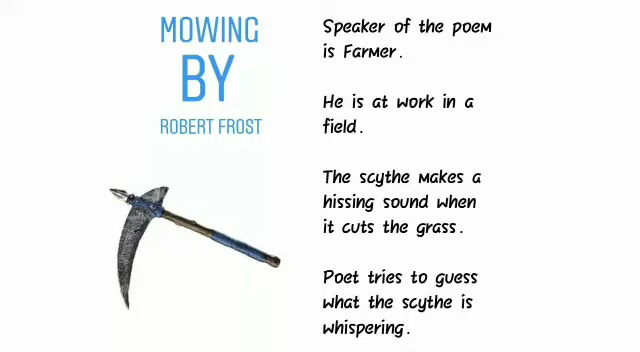 MOWING
BY
ROBERT FROST
Speaker of the poem
is Farmer.
He is at work in a
field.
The scythe makes a
hissing sound when
it cuts the grass.
Poet tries to guess
what the scythe is
whispering.